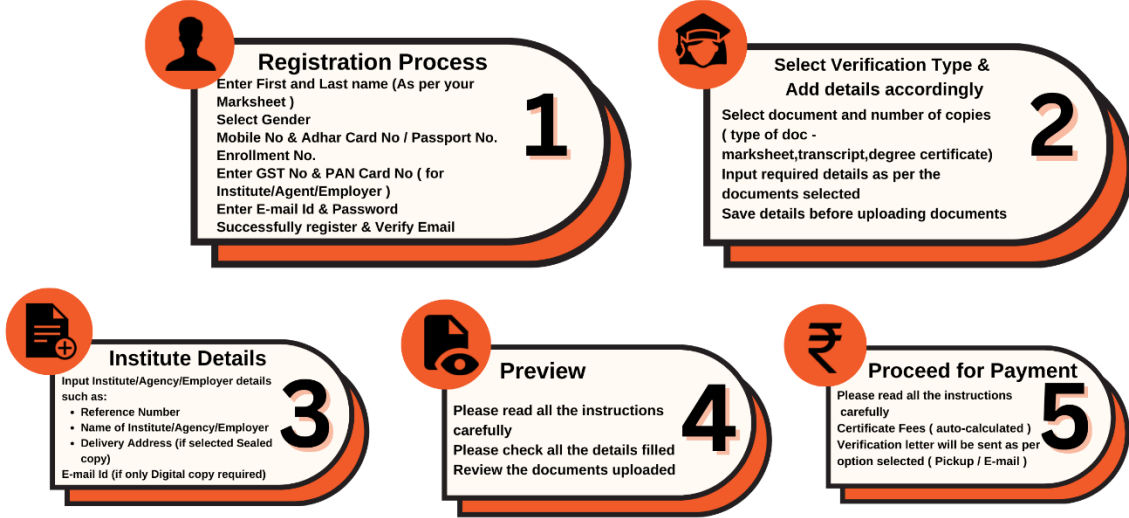 Registration Process
Enter First and Last name (As per your
Marksheet )
Select Gender
Mobile No & Adhar Card No / Passport No.
Enrollment No.
Enter GST No & PAN Card No ( for
Institute/Agent/Employer )
Enter E-mail Id & Password
Successfully register & Verify Email
1
Select Verification Type &
Add details accordingly
Select document and number of copies
( type of doc -
marksheet,transcript,degree certificate)
Input required details as per the
documents selected
Save details before uploading documents
2
Institute Details
Input Institute/Agency/Employer details
such as:
• Reference Number
• Name of Institute/Agency/Employer
• Delivery Address (if selected Sealed
copy)
E-mail Id (if only Digital copy required)
3
Preview
Please read all the instructions
carefully
Please check all the details filled
Review the documents uploaded
4
₹
Proceed for Payment
Please read all the instructions
carefully
Certificate Fees ( auto-calculated )
Verification letter will be sent as per
option selected ( Pickup / E-mail )
5